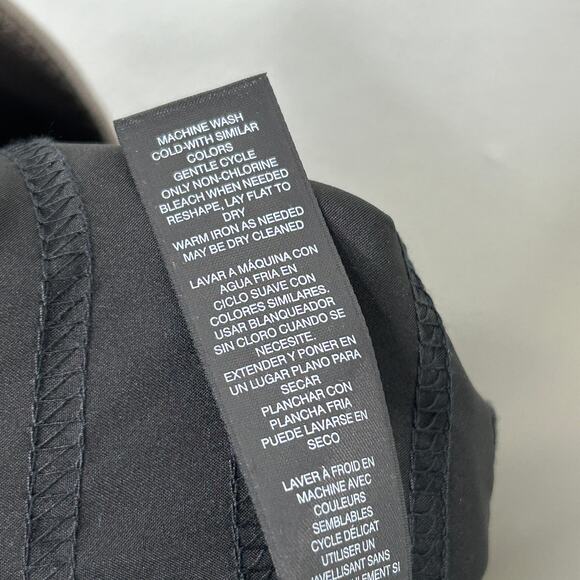 MACHINE WASH
COLD-WITH SIMILAR
COLORS
GENTLE CYCLE
ONLY NON-CHLORINE
BLEACH WHEN NEEDED
RESHAPE, LAY FLAT TO
DRY
WARM IRON AS NEEDED
MAY BE DRY CLEANED
LAVAR A MÁQUINA CON
AGUA FRIA EN
CICLO SUAVE CON
COLORES SIMILARES.
USAR BLANQUEADOR
SIN CLORO CUANDO SE
NECESITE.
EXTENDER Y PONER EN
UN LUGAR PLANO PARA
SECAR
PLANCHAR CON
PLANCHA FRIA
PUEDE LAVARSE EN
SECO
LAVER À FROID EN
MACHINE AVEC
COULEURS
SEMBLABLES
CYCLE DÉLICAT
UTILISER UN
JAVELLISANT SANS
SI